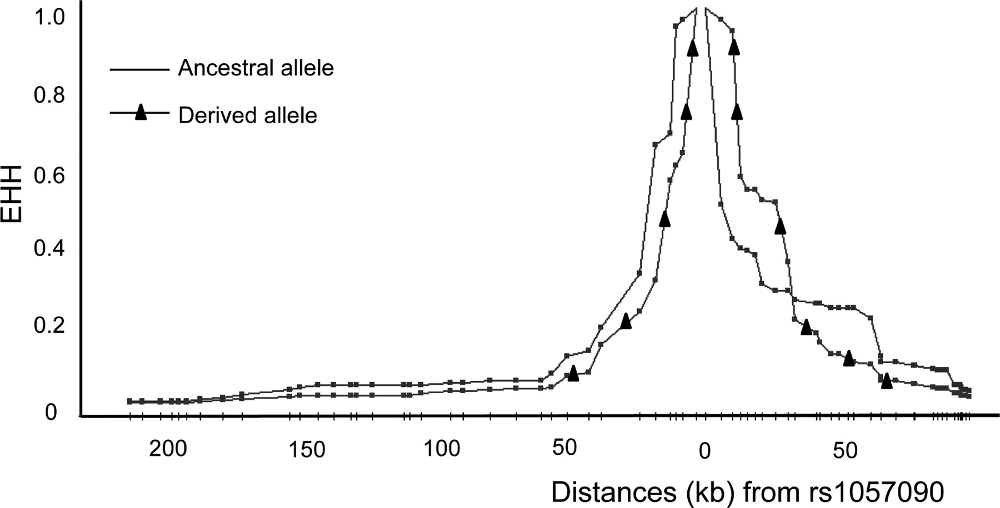 1.0
0.8
0.6
0.4
0.2
0
EHH
Ancestral allele
Derived allele
200 150 100 50 0 50
Distances (kb) from rs1057090